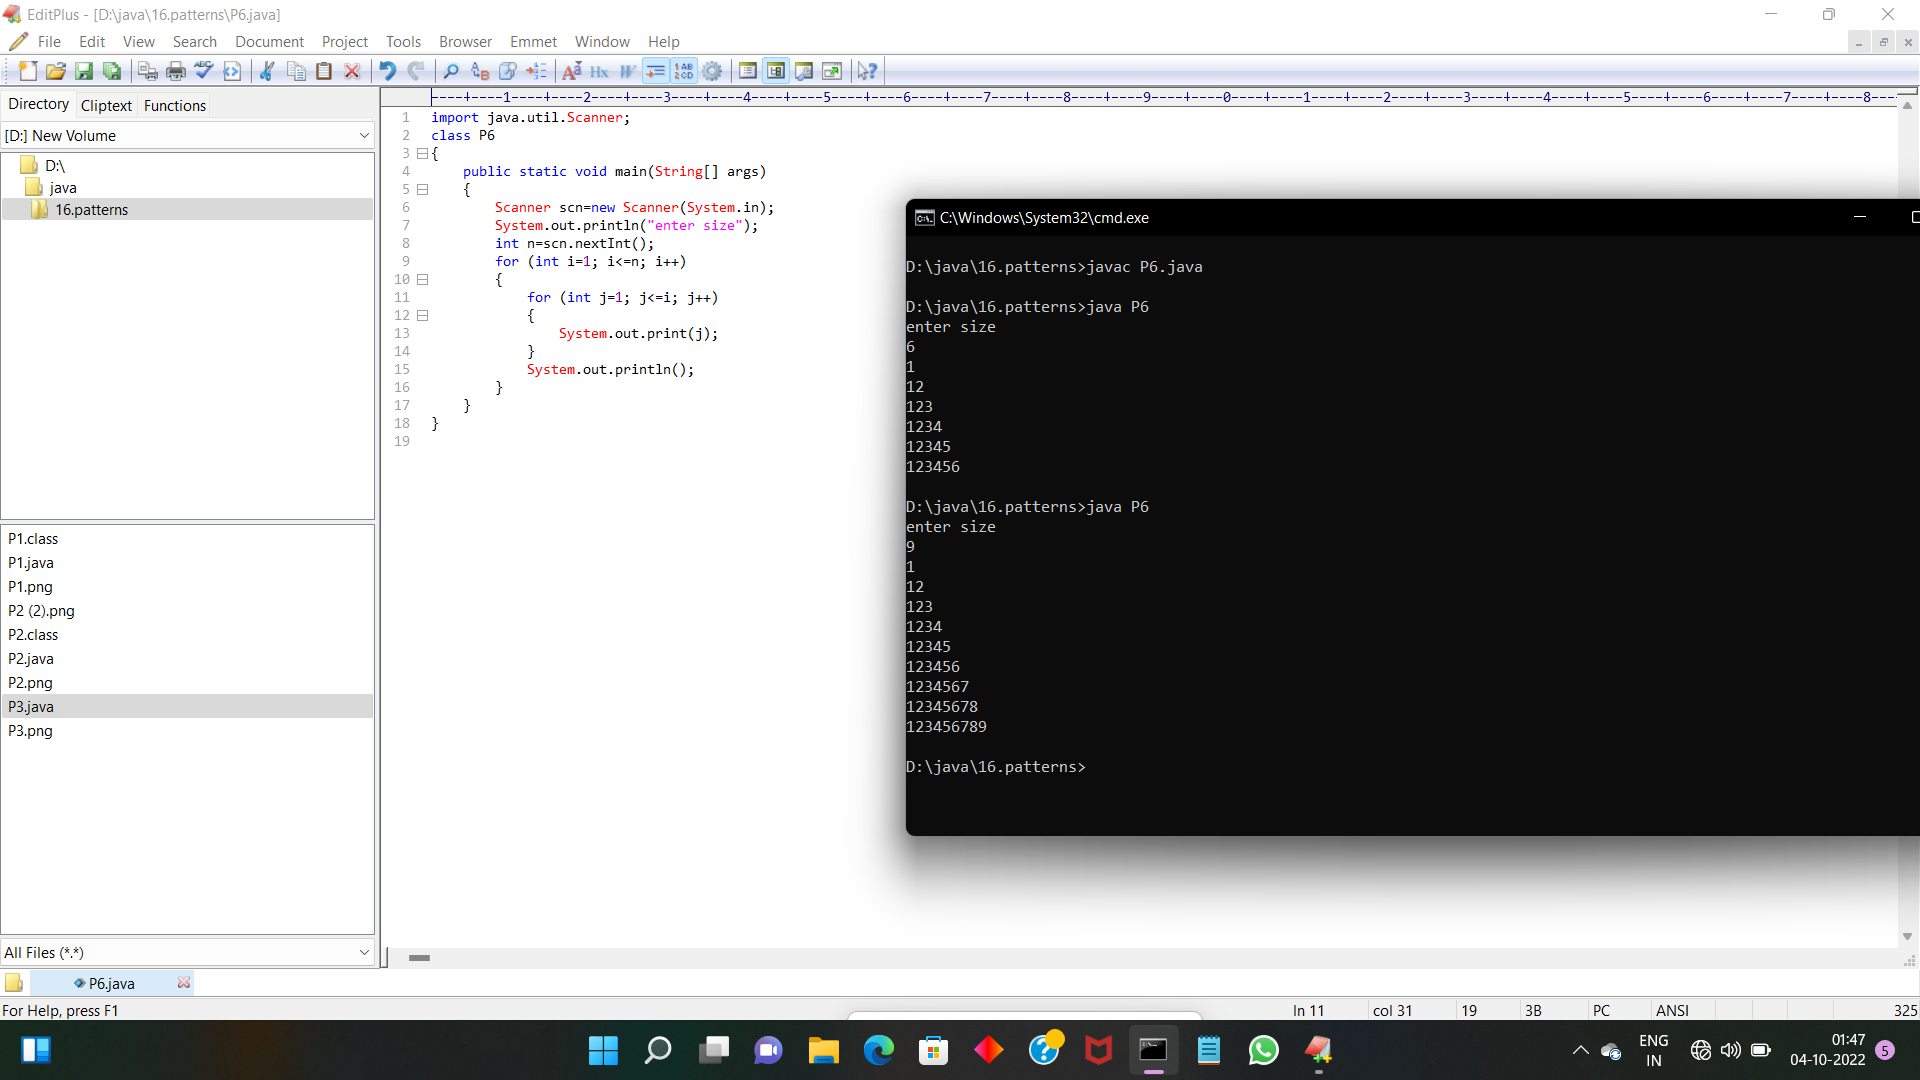 EditPlus - [D:\java\16.patterns\P6.java]
File Edit View Search Document Project Tools Browser Emmet Window Help
Directory Cliptext Functions
[D:] New Volume
D:\
java
16.patterns
P1.class
P1.java
P1.png
P2 (2).png
P2.class
P2.java
P2.png
P3.java
P3.png
All Files (*.*)
----+----1----+----2----+----3----+----4----+----5----+----6----+----7----+----8----+----9----+----0----+----1----+----2----+----3----+----4----+----5----+----6----+----7----+----8----
1 import java.util.Scanner;
2 class P6
3 {
4 public static void main(String[] args)
5 {
6 Scanner scn=new Scanner(System.in);
7 System.out.println("enter size");
8 int n=scn.nextInt();
9 for (int i=1; i<=n; i++)
10 {
11 for (int j=1; j<=i; j++)
12 {
13 System.out.print(j);
14 }
15 System.out.println();
16 }
17 }
18 }
19
C:\Windows\System32\cmd.exe
D:\java\16.patterns>javac P6.java
D:\java\16.patterns>java P6
enter size
6
1
12
123
1234
12345
123456
D:\java\16.patterns>java P6
enter size
9
1
12
123
1234
12345
123456
1234567
12345678
123456789
D:\java\16.patterns>
P6.java
For Help, press F1 ln 11 col 31 19 3B PC ANSI 325
ENG
IN
01:47
04-10-2022
5